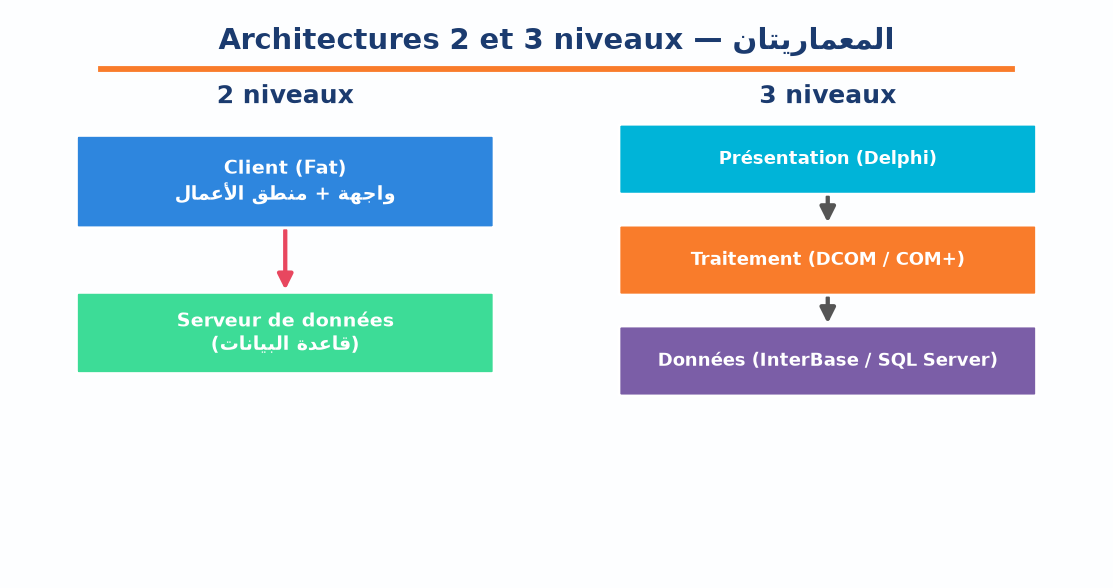 Architectures 2 et 3 niveaux — المعماريتان
2 niveaux
Client (Fat)
واجهة + منطق الأعمال
Serveur de données
(قاعدة البيانات)
3 niveaux
Présentation (Delphi)
Traitement (DCOM / COM+)
Données (InterBase / SQL Server)